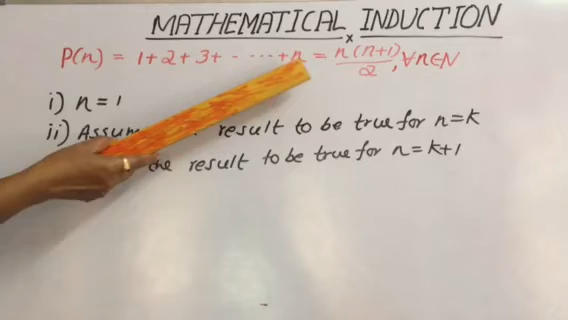 MATHEMATICAL INDUCTION
x
P(n) = 1+2+3+-----+n = n(n+1)/2, ∀n∈N
i) n=1
ii) Assum result to be true for n=k
the result to be true for n=k+1